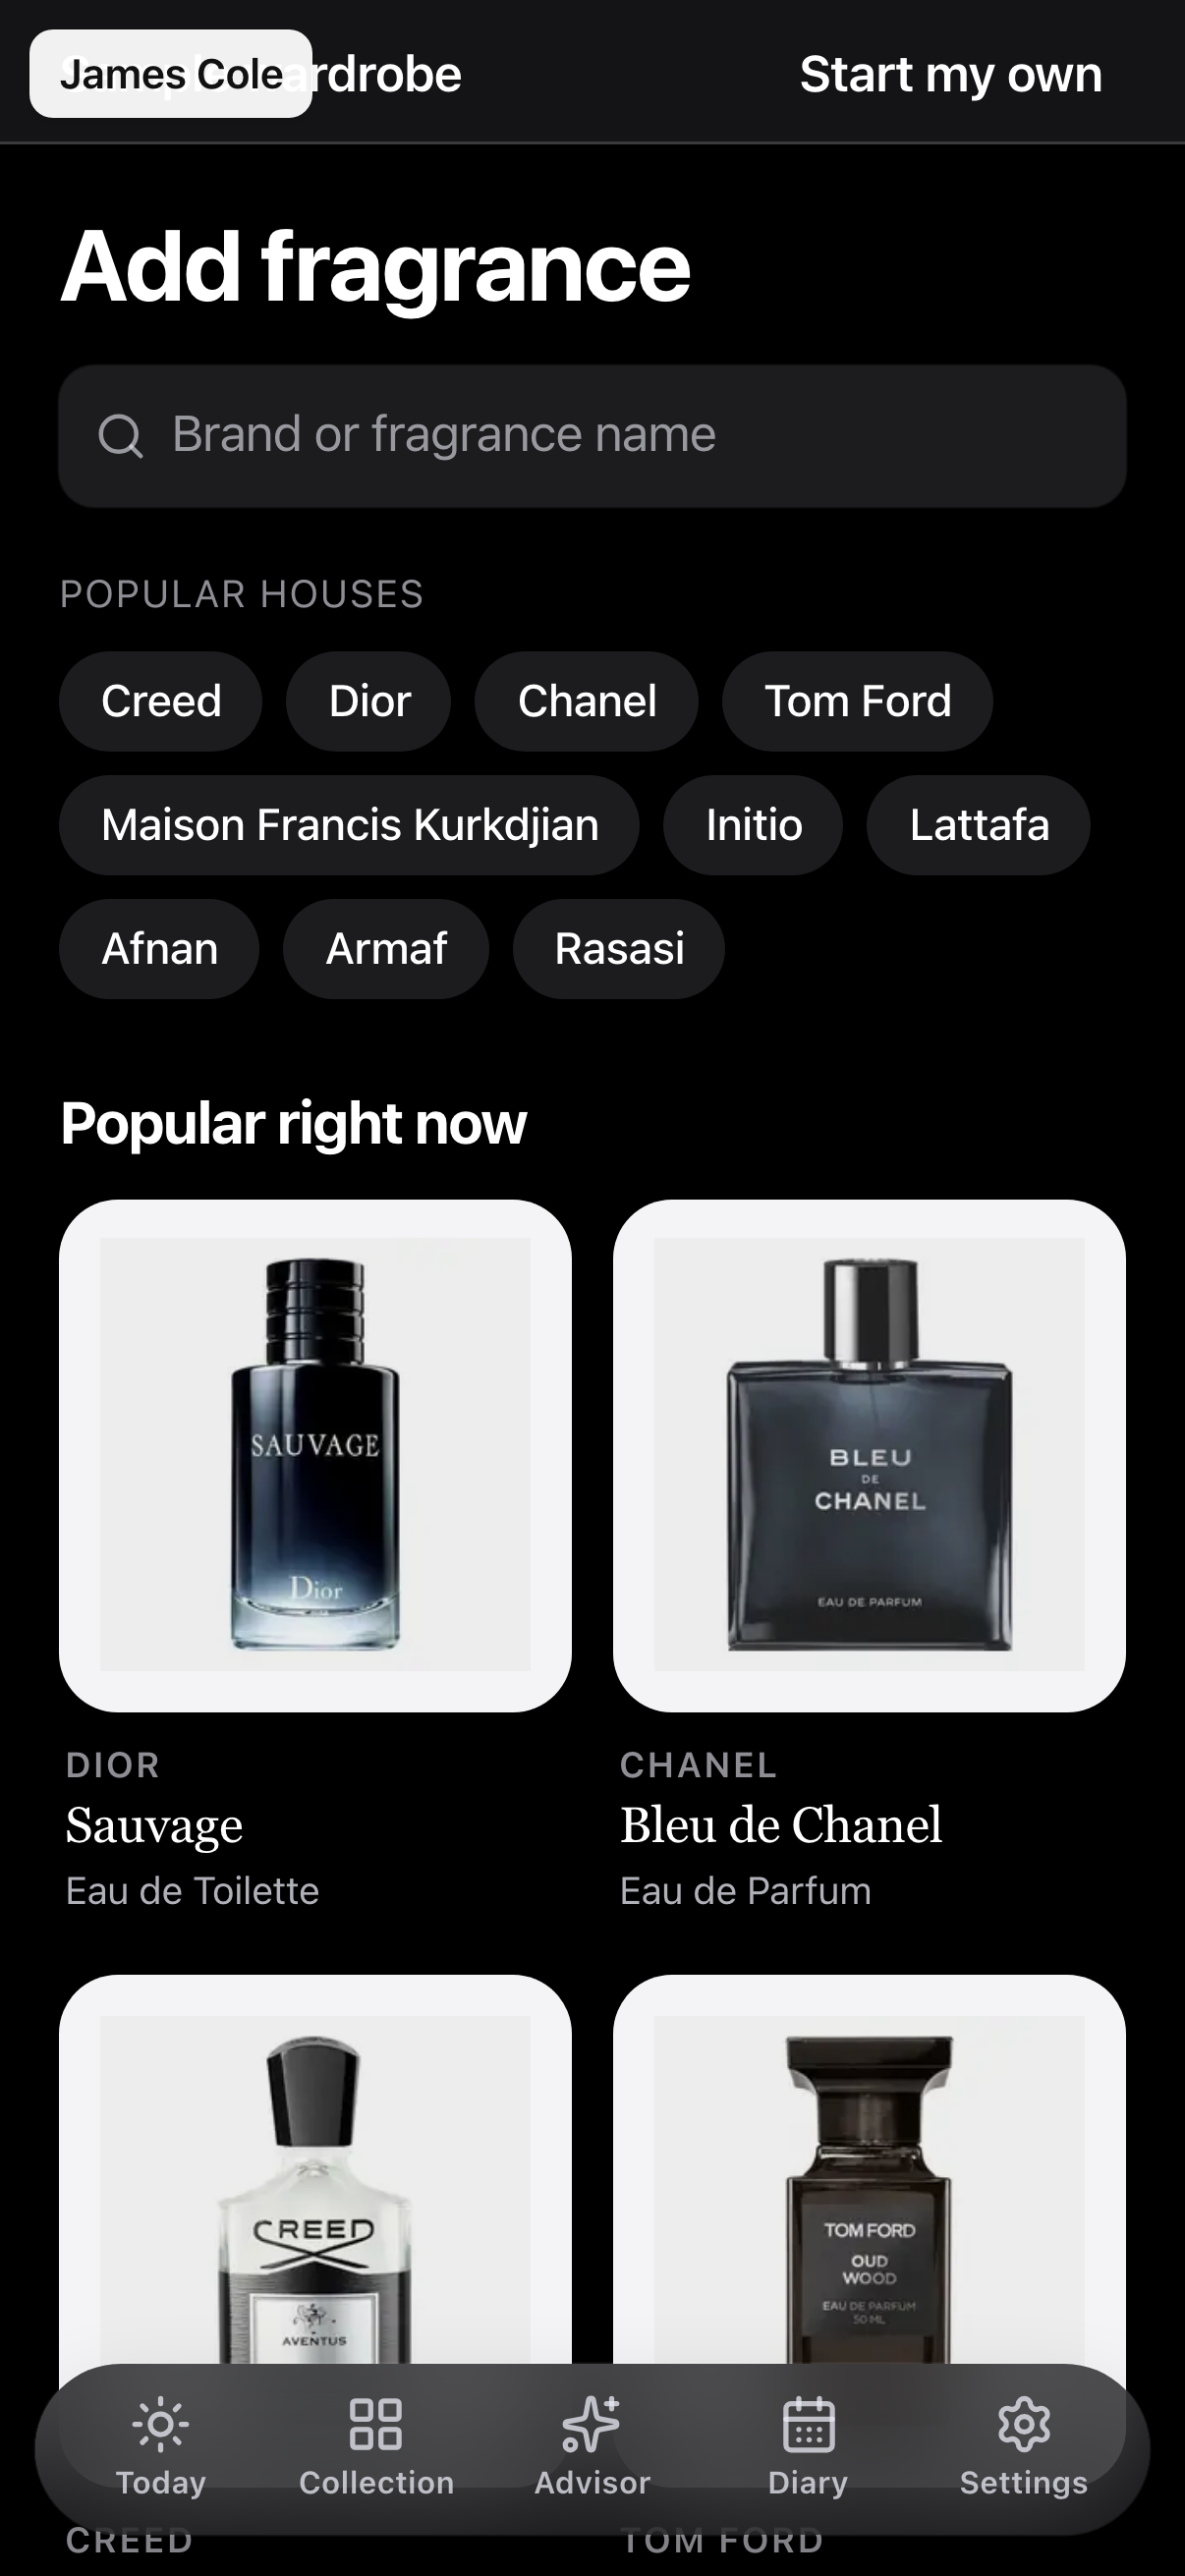 James Cole
Start my own
Add fragrance
Brand or fragrance name
POPULAR HOUSES
Creed
Dior
Chanel
Tom Ford
Maison Francis Kurkdjian
Initio
Lattafa
Afnan
Armaf
Rasasi
Popular right now
SAUVAGE
Dior
BLEU
DE
CHANEL
EAU DE PARFUM
DIOR
Sauvage
Eau de Toilette
CHANEL
Bleu de Chanel
Eau de Parfum
CREED
AVENTUS
TOM FORD
OUD
WOOD
EAU DE PARFUM
50 ML
Today
Collection
Advisor
Diary
Settings
CREED
TOM FORD